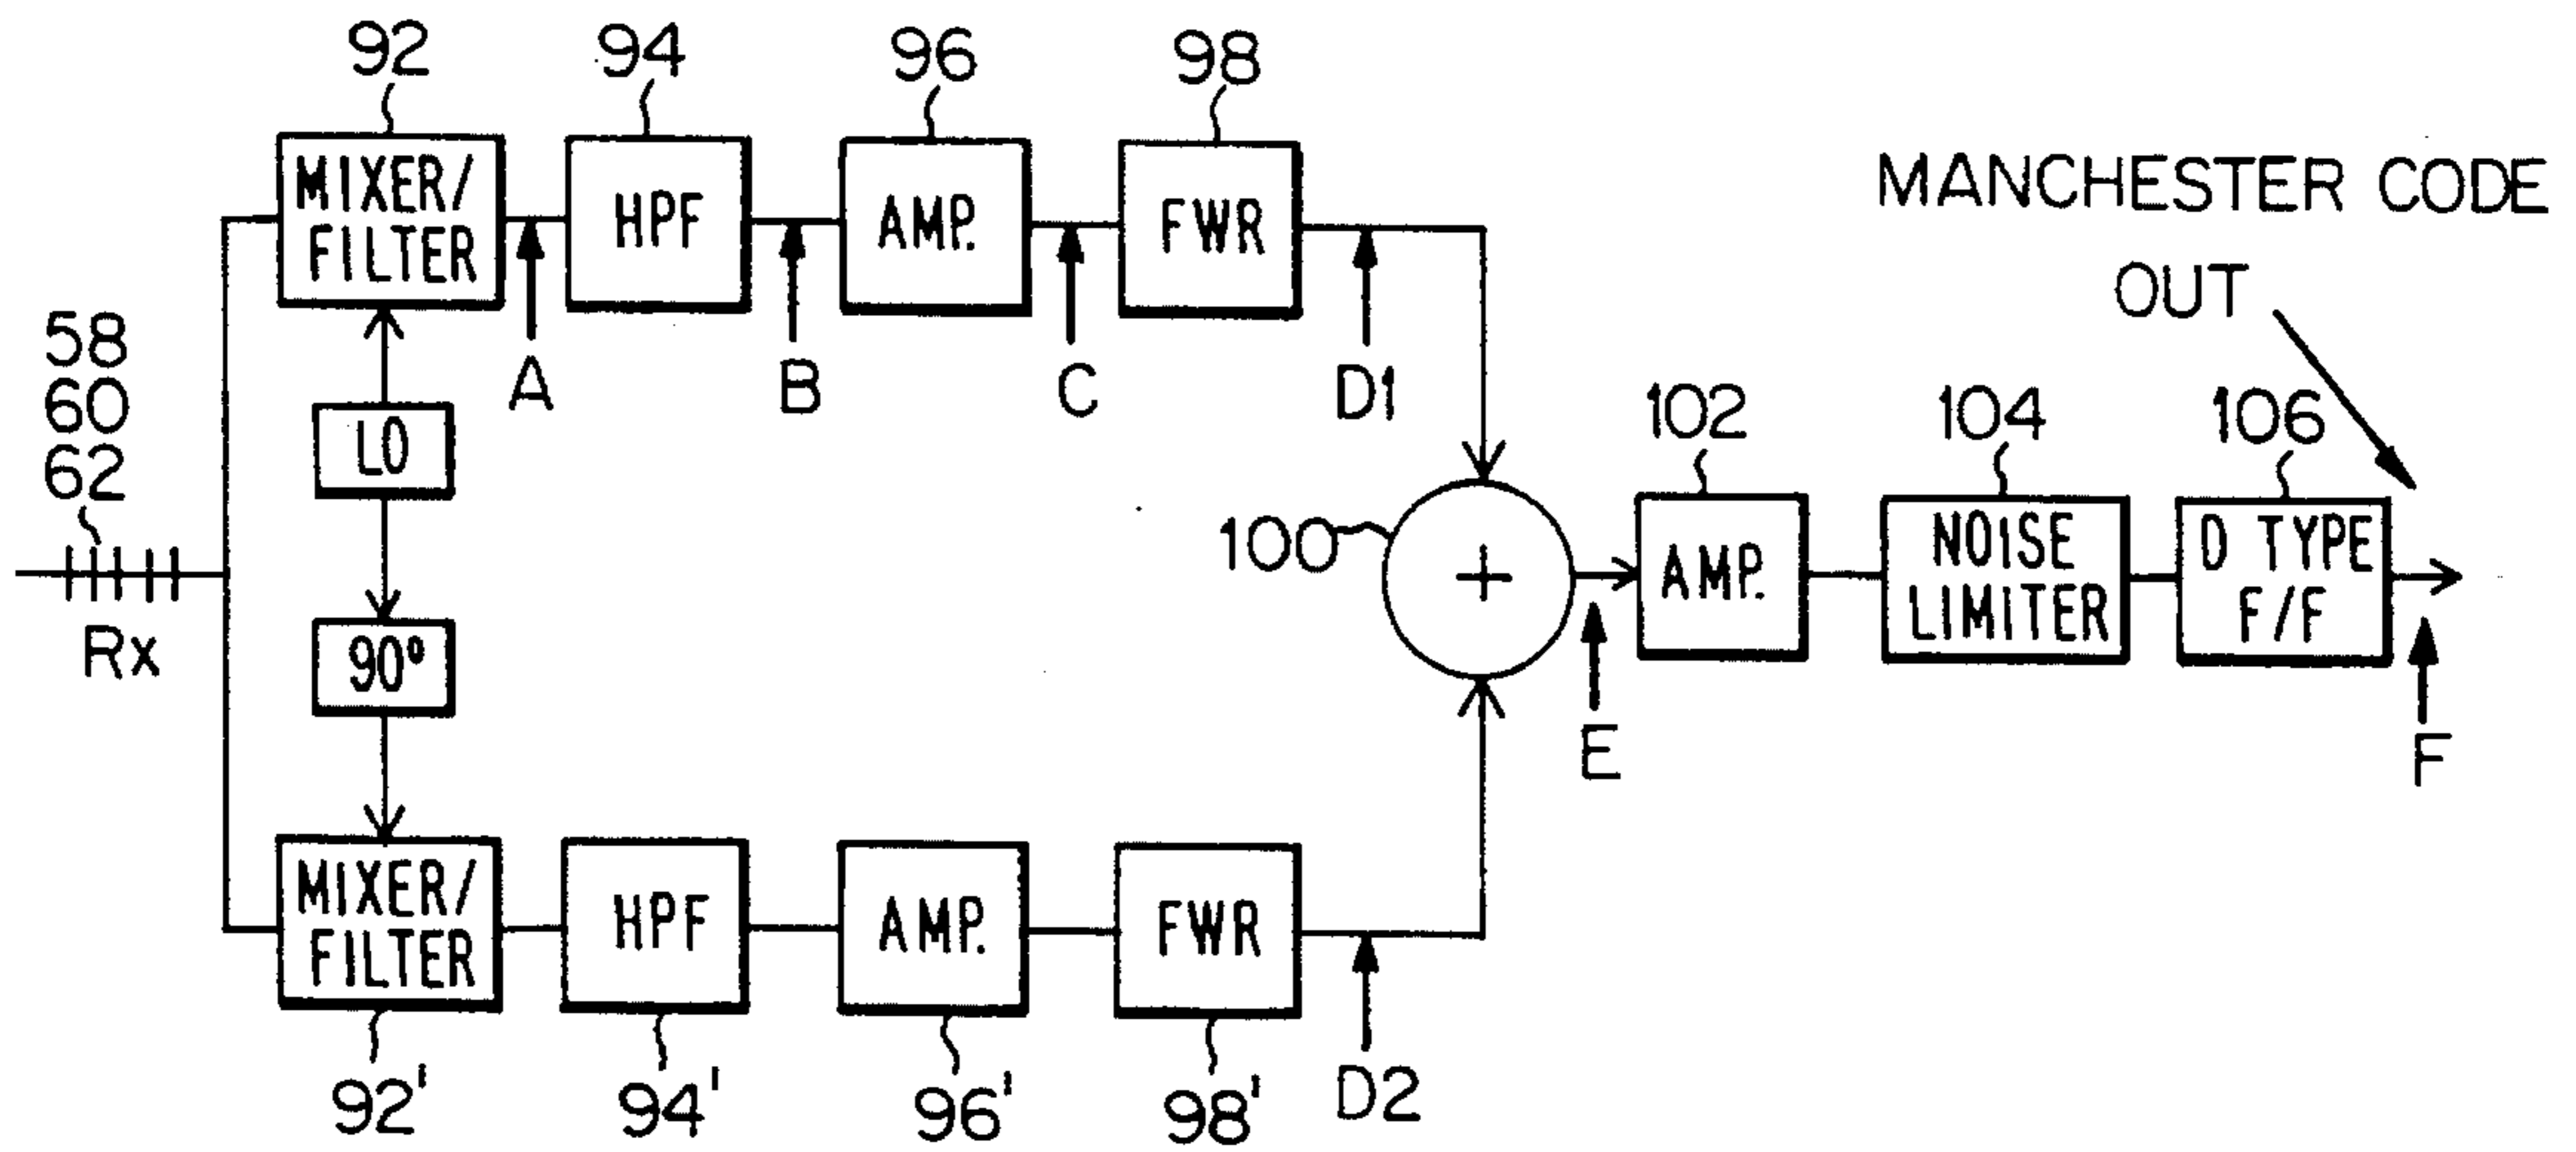 92
94
96
98
MIXER/
FILTER
HPF
AMP.
FWR
MANCHESTER CODE
OUT
A
B
C
D1
58
60
62
Rx
LO
90°
100
+
102
104
106
AMP.
NOISE
LIMITER
D TYPE
F/F
E
F
MIXER/
FILTER
HPF
AMP.
FWR
D2
92'
94'
96'
98'